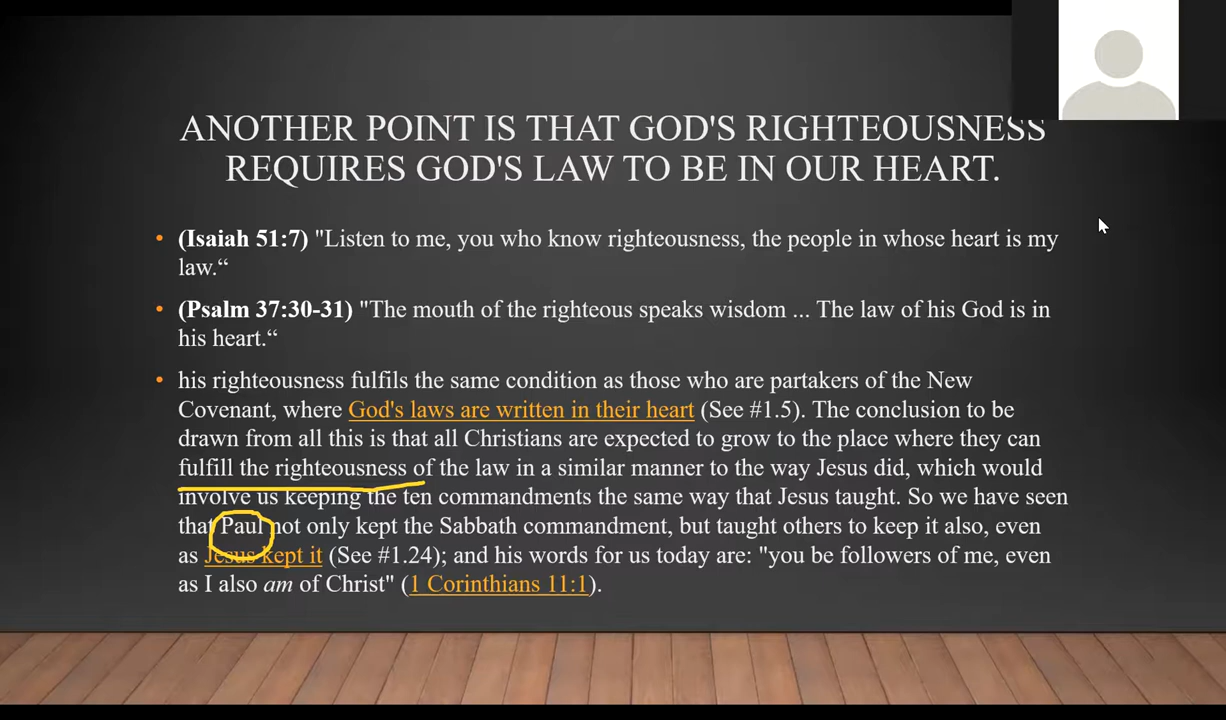 ANOTHER POINT IS THAT GOD'S RIGHTEOUSNESS
REQUIRES GOD'S LAW TO BE IN OUR HEART.
• (Isaiah 51:7) "Listen to me, you who know righteousness, the people in whose heart is my
law.“
• (Psalm 37:30-31) "The mouth of the righteous speaks wisdom ... The law of his God is in
his heart.“
• his righteousness fulfils the same condition as those who are partakers of the New
Covenant, where God's laws are written in their heart (See #1.5). The conclusion to be
drawn from all this is that all Christians are expected to grow to the place where they can
fulfill the righteousness of the law in a similar manner to the way Jesus did, which would
involve us keeping the ten commandments the same way that Jesus taught. So we have seen
that Paul not only kept the Sabbath commandment, but taught others to keep it also, even
as Jesus kept it (See #1.24); and his words for us today are: "you be followers of me, even
as I also am of Christ" (1 Corinthians 11:1).